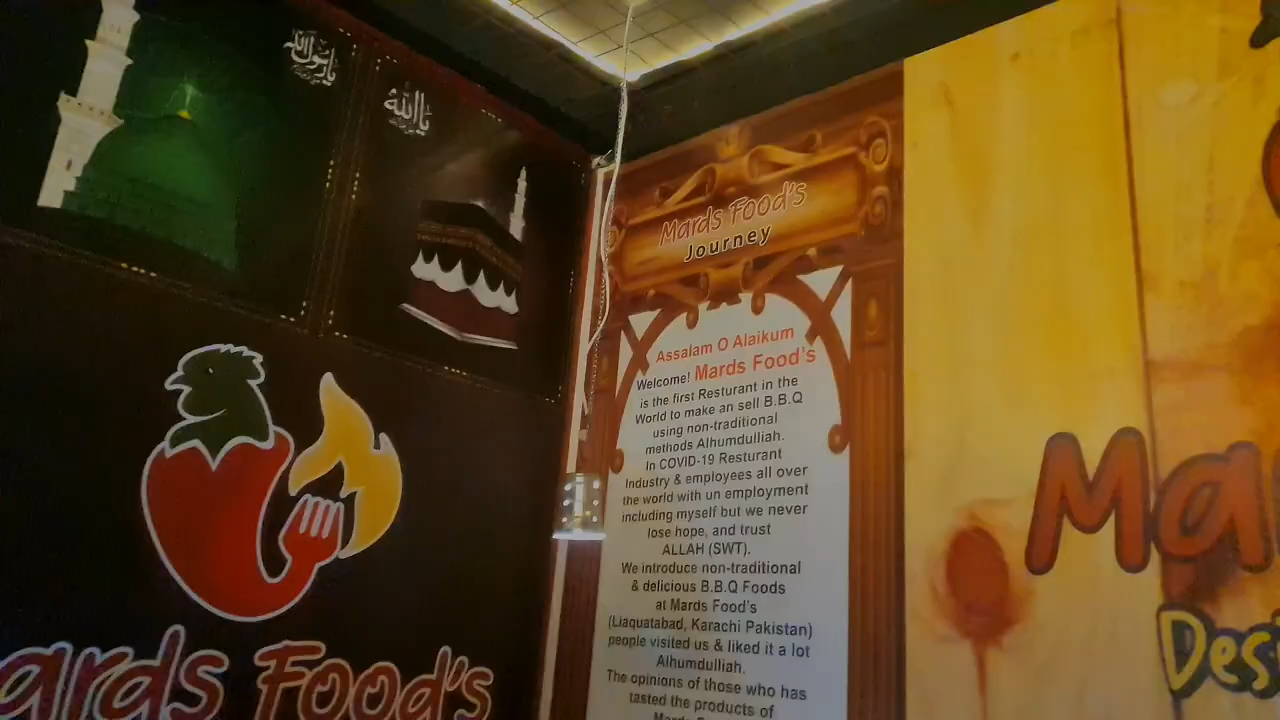 يا رسول الله
يا الله
Mards Food's
Journey
Assalam O Alaikum
Welcome! Mards Food's
is the first Resturant in the
World to make an sell B.B.Q
using non-traditional
methods Alhumdulliah.
In COVID-19 Resturant
Industry & employees all over
the world with un employment
including myself but we never
lose hope, and trust
ALLAH (SWT).
We introduce non-traditional
& delicious B.B.Q Foods
at Mards Food's
(Liaquatabad, Karachi Pakistan)
people visited us & liked it a lot
Alhumdulliah.
The opinions of those who has
tasted the products of
ards Food's
Ma
Desi